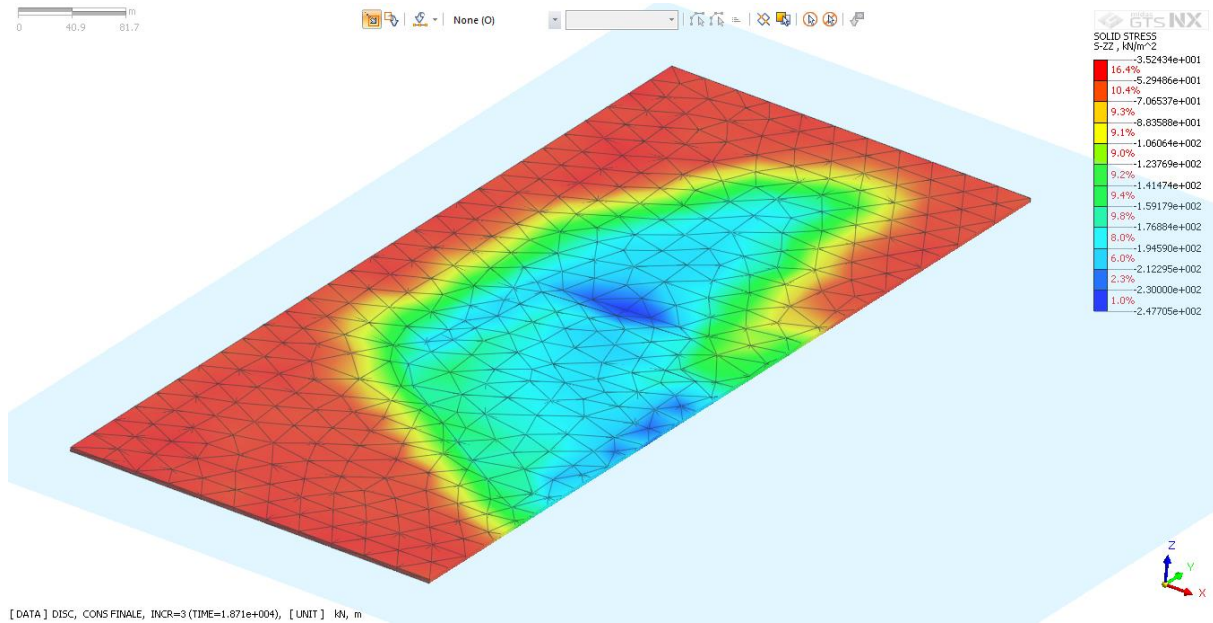 m
0 40.9 81.7
None (O)
midas
GTS NX
SOLID STRESS
S-ZZ , kN/m^2
-3.52434e+001
16.4%
-5.29486e+001
10.4%
-7.06537e+001
9.3%
-8.83588e+001
9.1%
-1.06064e+002
9.0%
-1.23769e+002
9.2%
-1.41474e+002
9.4%
-1.59179e+002
9.8%
-1.76884e+002
8.0%
-1.94590e+002
6.0%
-2.12295e+002
2.3%
-2.30000e+002
1.0%
-2.47705e+002
Z
Y
X
[ DATA ] DISC, CONS FINALE, INCR=3 (TIME=1.871e+004), [ UNIT ] kN, m